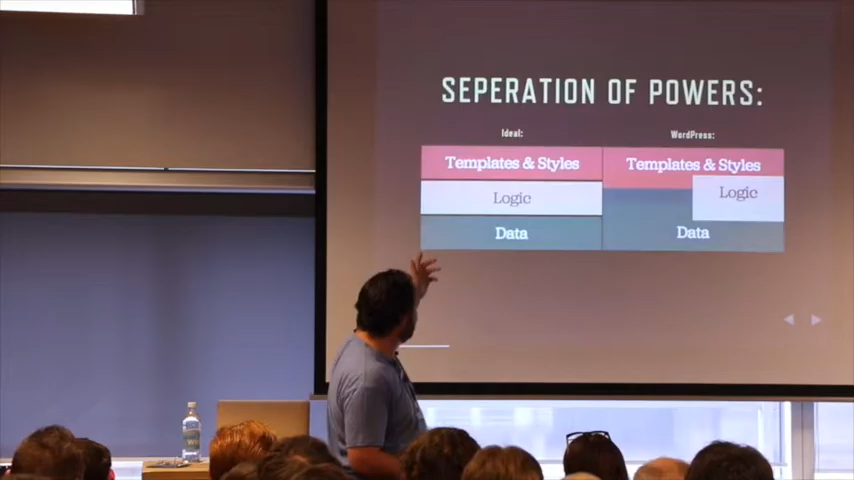 SEPERATION OF POWERS:
Ideal:
WordPress:
Templates & Styles
Templates & Styles
Logic
Logic
Data
Data